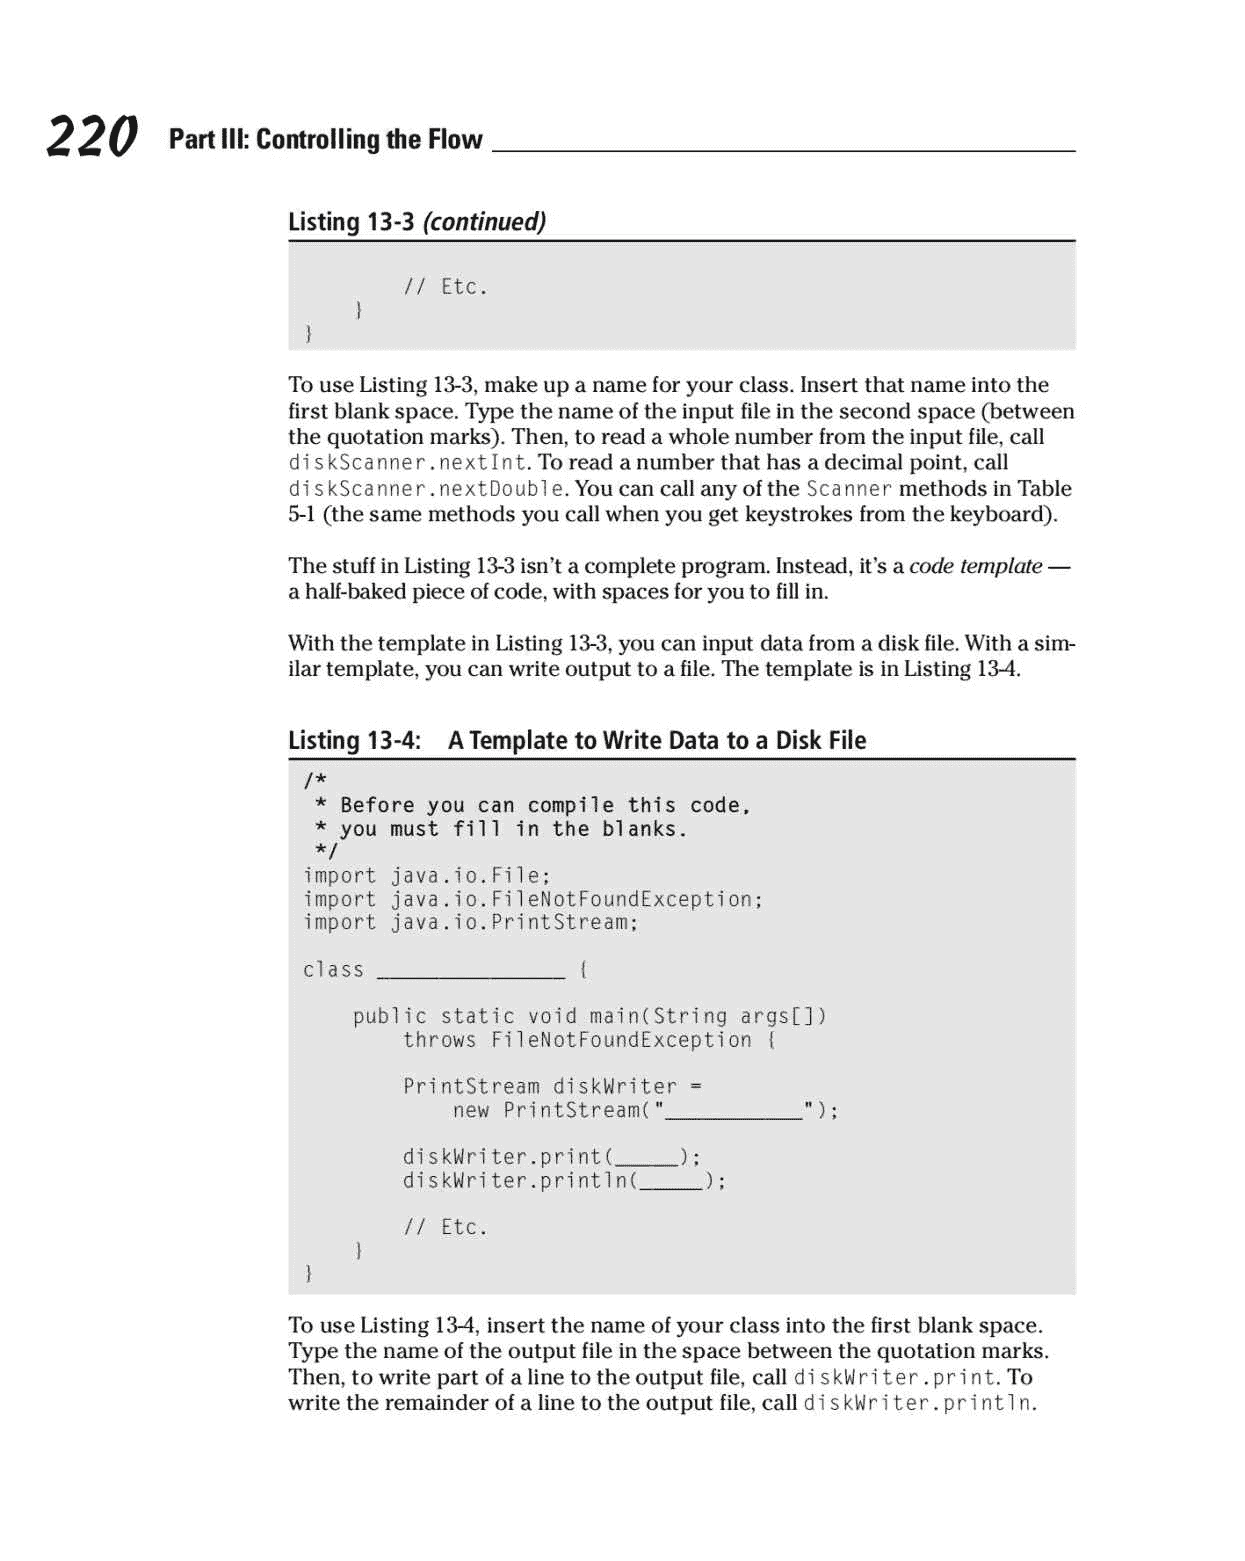 220 Part III: Controlling the Flow
Listing 13-3 (continued)
// Etc.
}
}
To use Listing 13-3, make up a name for your class. Insert that name into the
first blank space. Type the name of the input file in the second space (between
the quotation marks). Then, to read a whole number from the input file, call
diskScanner.nextInt. To read a number that has a decimal point, call
diskScanner.nextDouble. You can call any of the Scanner methods in Table
5-1 (the same methods you call when you get keystrokes from the keyboard).
The stuff in Listing 13-3 isn't a complete program. Instead, it's a code template —
a half-baked piece of code, with spaces for you to fill in.
With the template in Listing 13-3, you can input data from a disk file. With a sim-
ilar template, you can write output to a file. The template is in Listing 13-4.
Listing 13-4: A Template to Write Data to a Disk File
/*
* Before you can compile this code,
* you must fill in the blanks.
*/
import java.io.File;
import java.io.FileNotFoundException;
import java.io.PrintStream;
class _______________ {
public static void main(String args[])
throws FileNotFoundException {
PrintStream diskWriter =
new PrintStream("___________");
diskWriter.print(_____);
diskWriter.println(_____);
// Etc.
}
}
To use Listing 13-4, insert the name of your class into the first blank space.
Type the name of the output file in the space between the quotation marks.
Then, to write part of a line to the output file, call diskWriter.print. To
write the remainder of a line to the output file, call diskWriter.println.